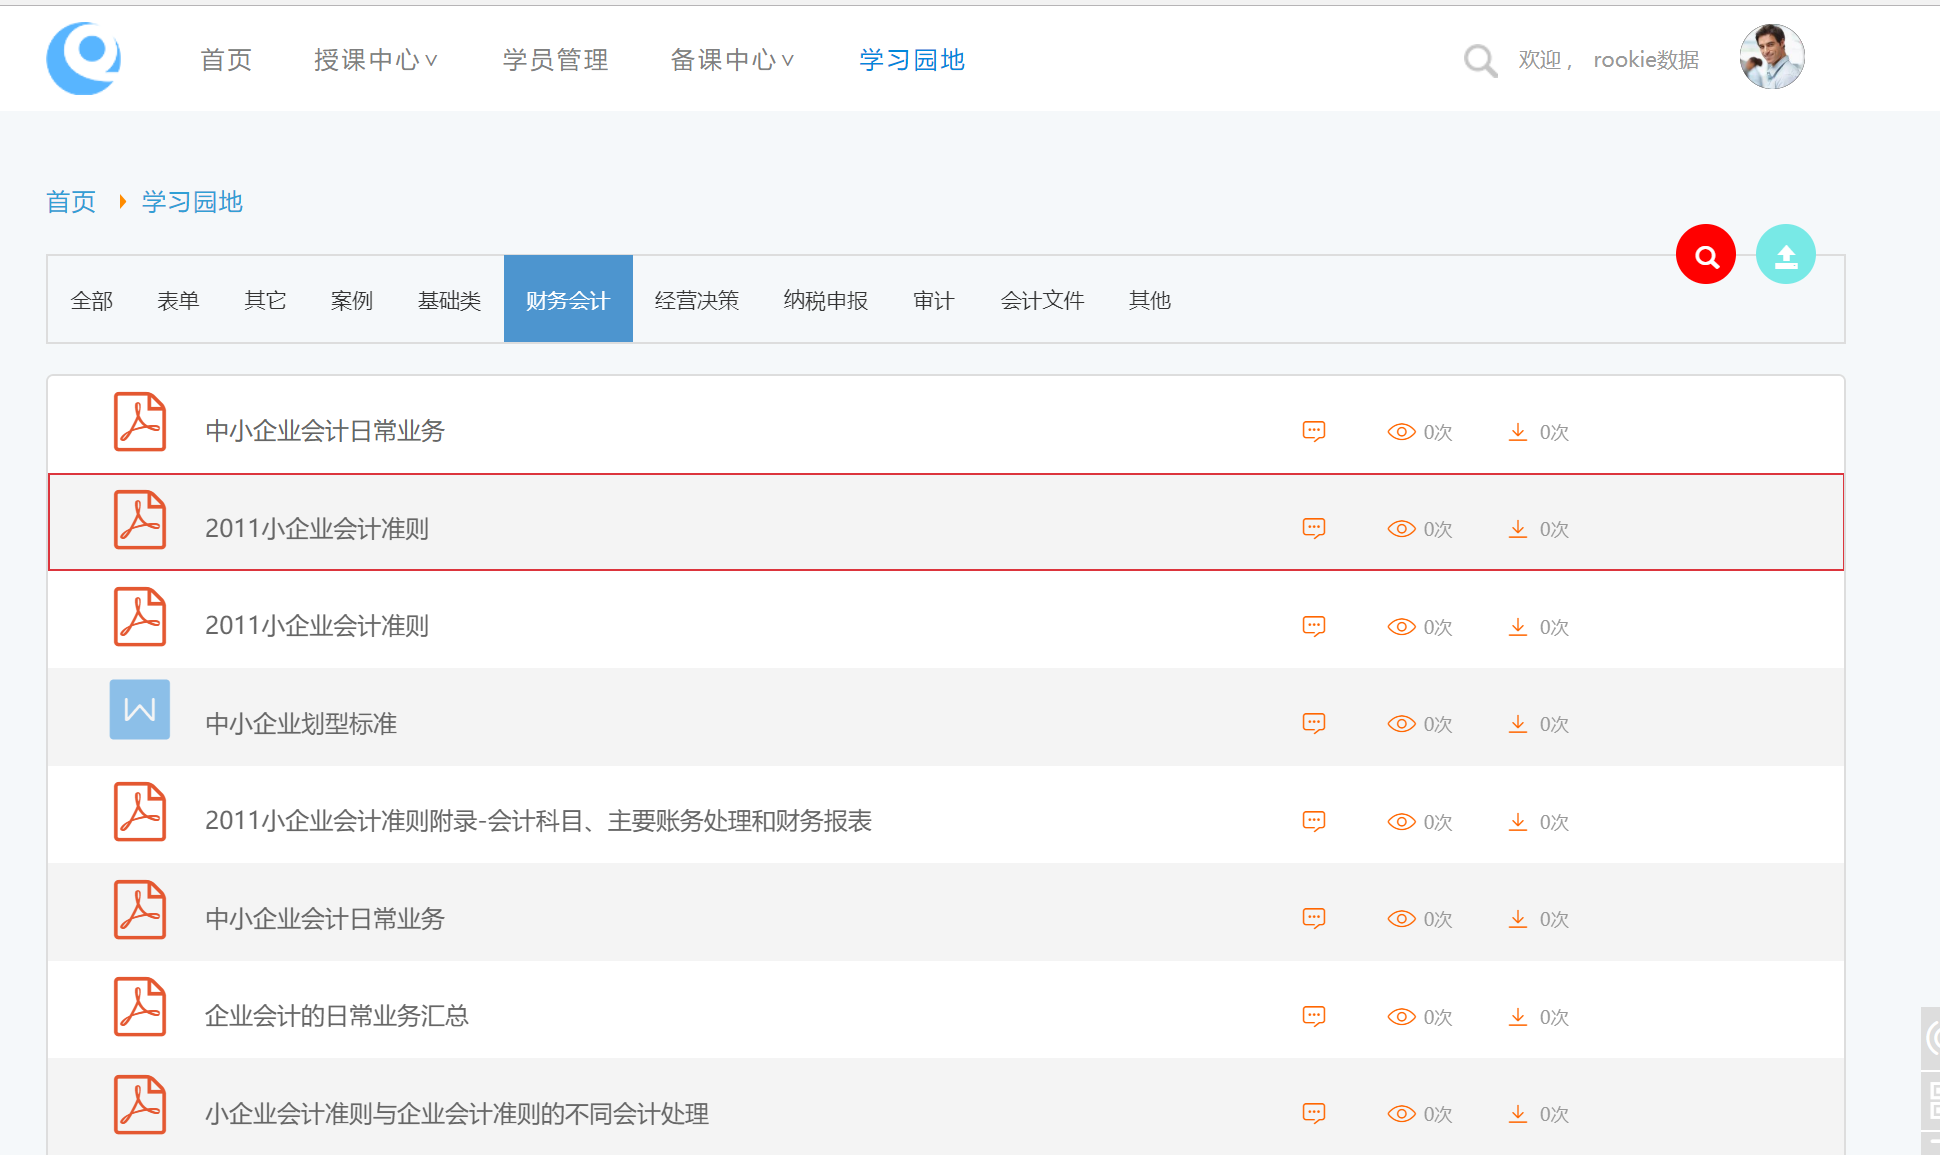 首页 授课中心∨ 学员管理 备课中心∨ 学习园地 欢迎， rookie数据
首页 学习园地
全部 表单 其它 案例 基础类 财务会计 经营决策 纳税申报 审计 会计文件 其他
中小企业会计日常业务 0次 0次
2011小企业会计准则 0次 0次
2011小企业会计准则 0次 0次
W 中小企业划型标准 0次 0次
2011小企业会计准则附录-会计科目、主要账务处理和财务报表 0次 0次
中小企业会计日常业务 0次 0次
企业会计的日常业务汇总 0次 0次
小企业会计准则与企业会计准则的不同会计处理 0次 0次